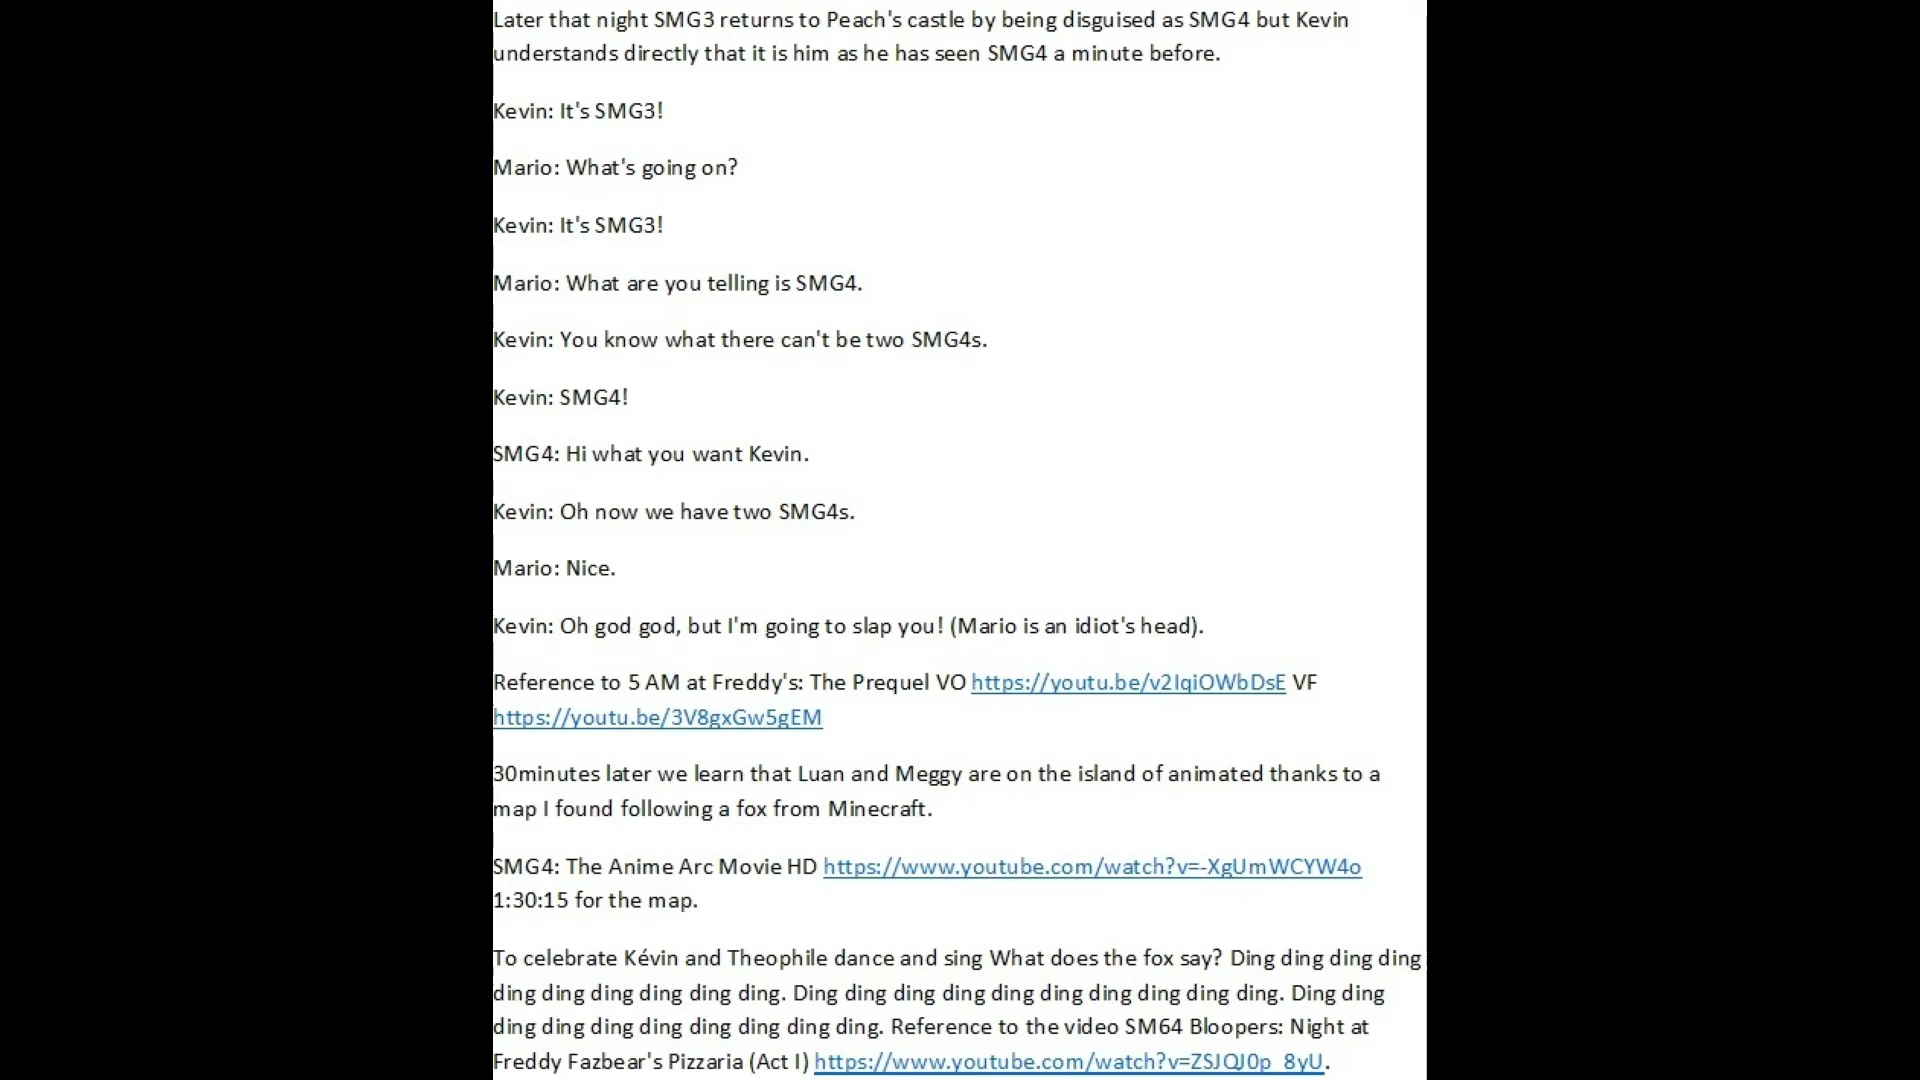 Later that night SMG3 returns to Peach's castle by being disguised as SMG4 but Kevin
understands directly that it is him as he has seen SMG4 a minute before.
Kevin: It's SMG3!
Mario: What's going on?
Kevin: It's SMG3!
Mario: What are you telling is SMG4.
Kevin: You know what there can't be two SMG4s.
Kevin: SMG4!
SMG4: Hi what you want Kevin.
Kevin: Oh now we have two SMG4s.
Mario: Nice.
Kevin: Oh god god, but I'm going to slap you! (Mario is an idiot's head).
Reference to 5 AM at Freddy's: The Prequel VO https://youtu.be/v2IqiOWbDsE VF
https://youtu.be/3V8gxGw5gEM
30minutes later we learn that Luan and Meggy are on the island of animated thanks to a
map I found following a fox from Minecraft.
SMG4: The Anime Arc Movie HD https://www.youtube.com/watch?v=-XgUmWCYW4o
1:30:15 for the map.
To celebrate Kévin and Theophile dance and sing What does the fox say? Ding ding ding ding
ding ding ding ding ding ding. Ding ding ding ding ding ding ding ding ding ding. Ding ding
ding ding ding ding ding ding ding ding. Reference to the video SM64 Bloopers: Night at
Freddy Fazbear's Pizzaria (Act I) https://www.youtube.com/watch?v=ZSJQJ0p_8yU.